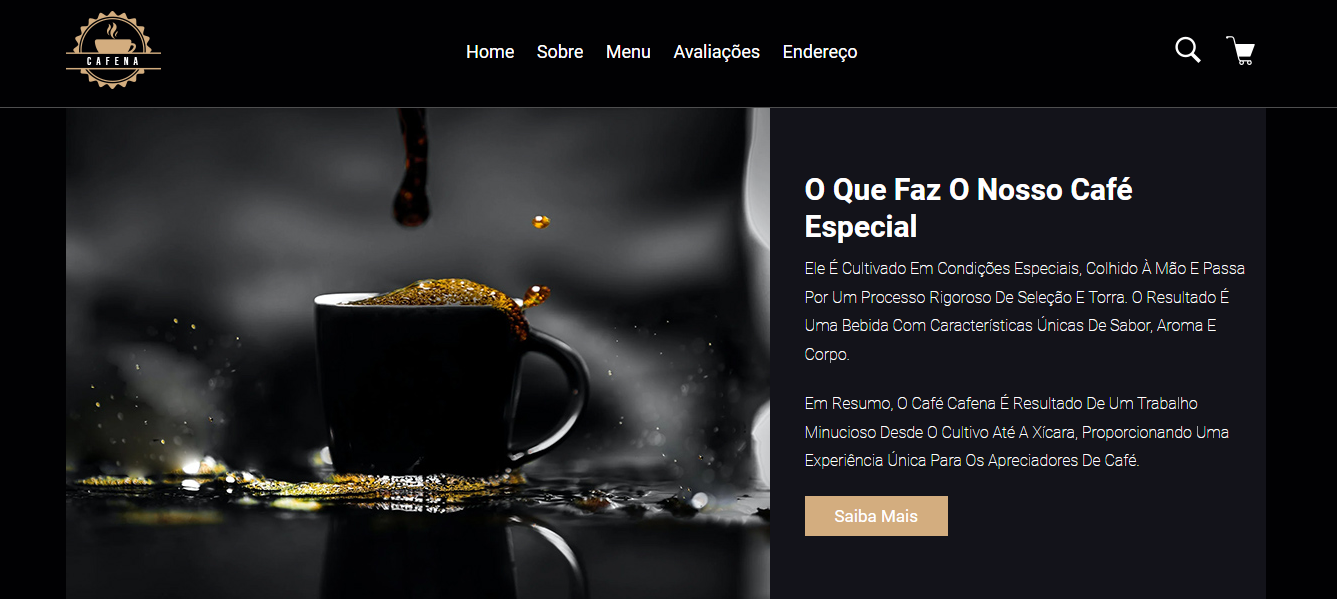 CAFENA
Home Sobre Menu Avaliações Endereço
O Que Faz O Nosso Café
Especial
Ele É Cultivado Em Condições Especiais, Colhido À Mão E Passa
Por Um Processo Rigoroso De Seleção E Torra. O Resultado É
Uma Bebida Com Características Únicas De Sabor, Aroma E
Corpo.
Em Resumo, O Café Cafena É Resultado De Um Trabalho
Minucioso Desde O Cultivo Até A Xícara, Proporcionando Uma
Experiência Única Para Os Apreciadores De Café.
Saiba Mais